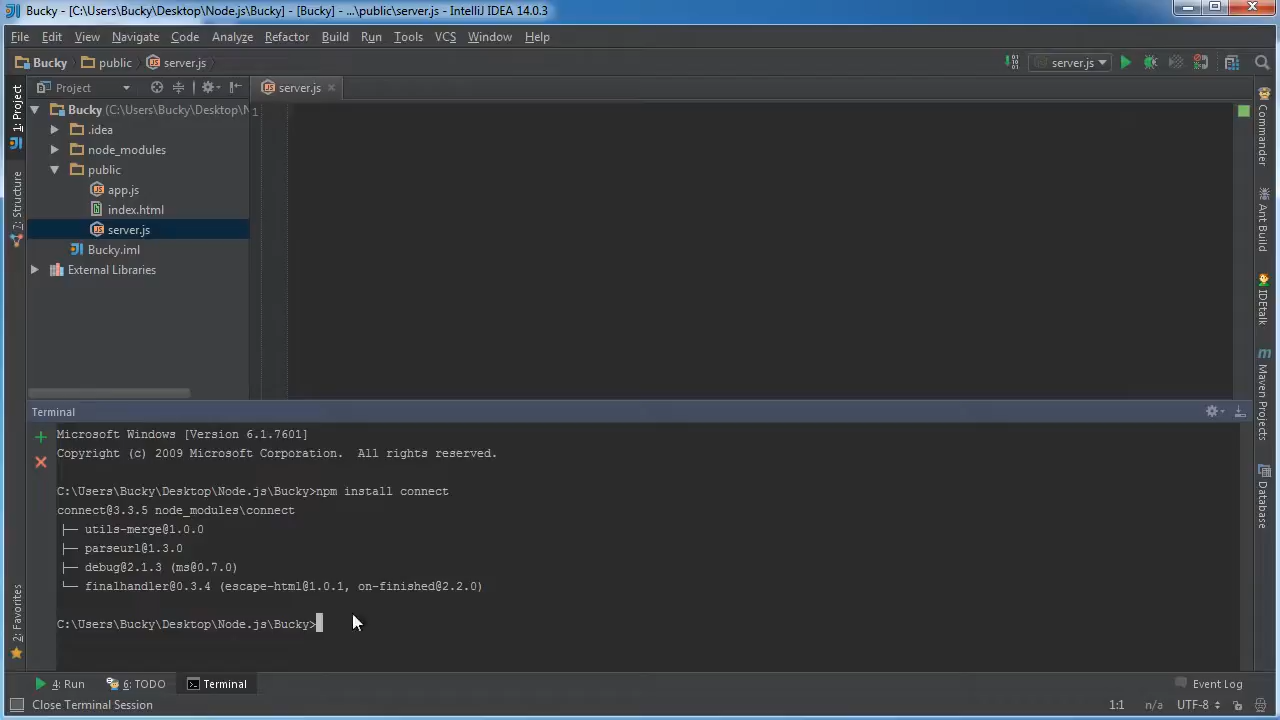 Bucky - [C:\Users\Bucky\Desktop\Node.js\Bucky] - [Bucky] - ...\public\server.js - IntelliJ IDEA 14.0.3
File Edit View Navigate Code Analyze Refactor Build Run Tools VCS Window Help
Bucky public server.js server.js
Project server.js
1: Project
7: Structure
2: Favorites
Bucky (C:\Users\Bucky\Desktop\N
.idea
node_modules
public
app.js
index.html
server.js
Bucky.iml
External Libraries
1
Commander
Ant Build
IDEtalk
Maven Projects
Database
Terminal
Microsoft Windows [Version 6.1.7601]
Copyright (c) 2009 Microsoft Corporation. All rights reserved.
C:\Users\Bucky\Desktop\Node.js\Bucky>npm install connect
connect@3.3.5 node_modules\connect
├── utils-merge@1.0.0
├── parseurl@1.3.0
├── debug@2.1.3 (ms@0.7.0)
└── finalhandler@0.3.4 (escape-html@1.0.1, on-finished@2.2.0)
C:\Users\Bucky\Desktop\Node.js\Bucky>
4: Run 6: TODO Terminal Event Log
Close Terminal Session 1:1 n/a UTF-8